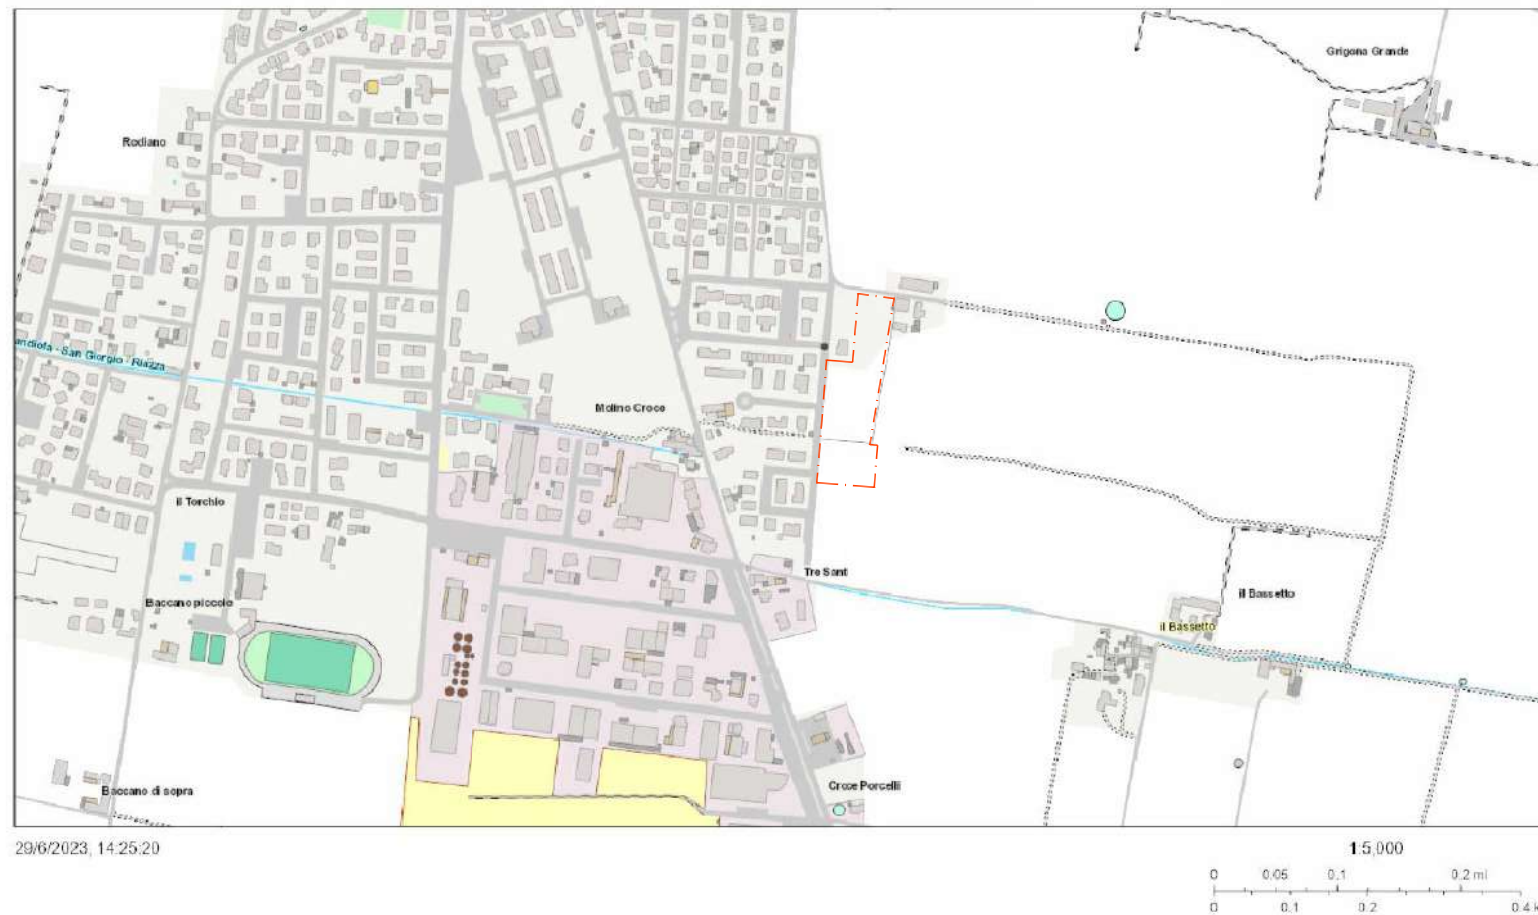 Grigona Grande
Rodiano
andiola - San Giorgio - Riazza
Molino Croce
il Torchio
Tre Santi
Baccano piccolo
il Bassetto
il Bassetto
Baccano di sopra
Croce Porcelli
29/6/2023, 14:25:20
1:5,000
0 0.05 0.1 0.2 mi
0 0.1 0.2 0.4